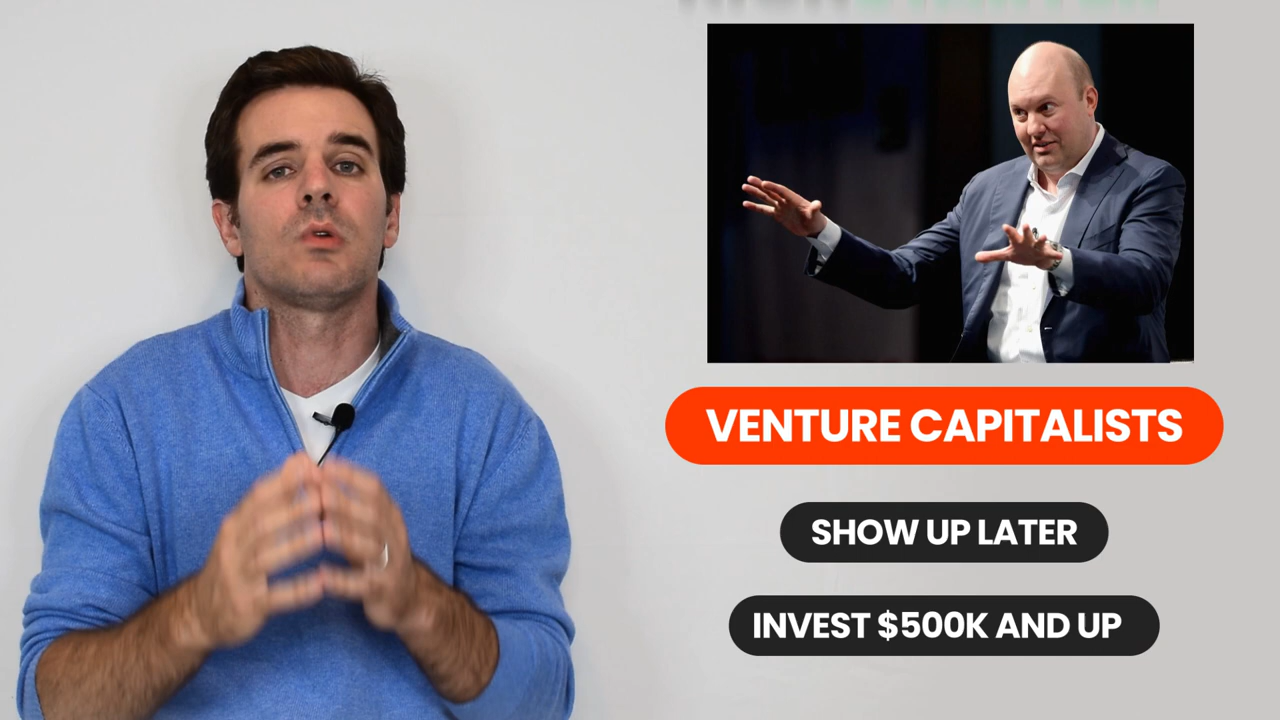 VENTURE CAPITALISTS
SHOW UP LATER
INVEST $500K AND UP